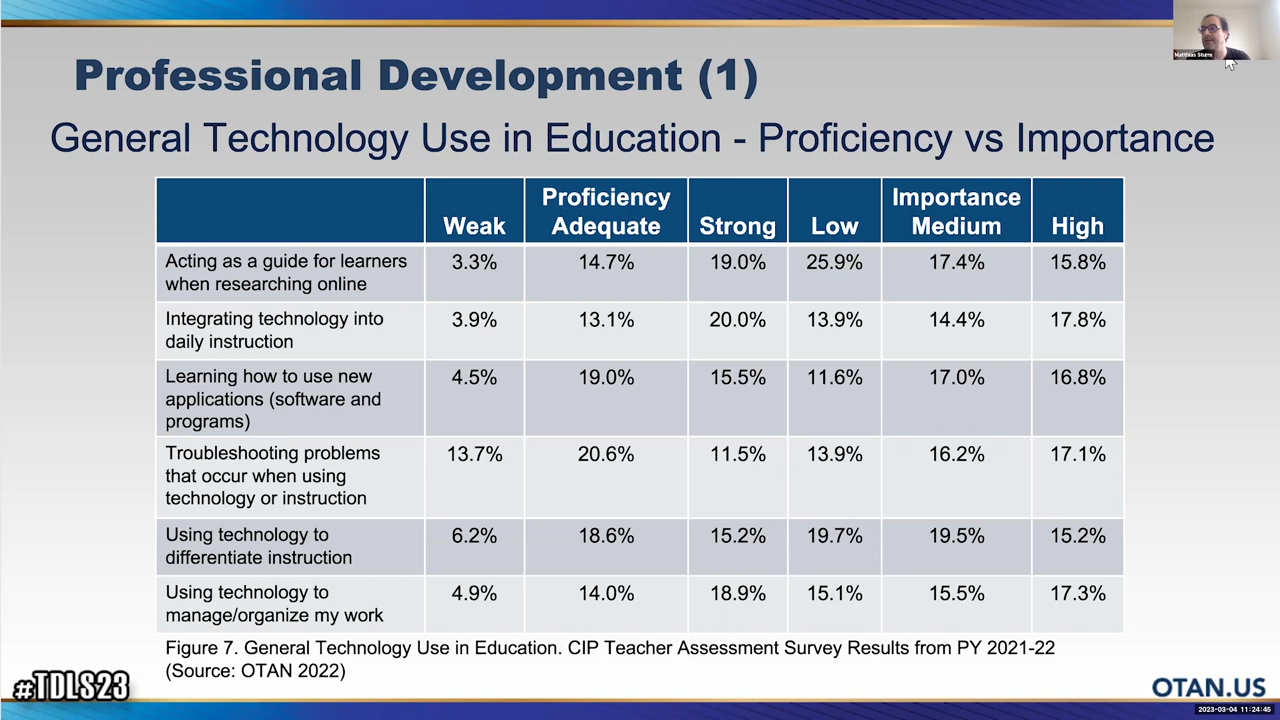 Matthias Sturm
Professional Development (1)
General Technology Use in Education - Proficiency vs Importance
Weak Proficiency Adequate Strong Low Importance Medium High
Acting as a guide for learners when researching online 3.3% 14.7% 19.0% 25.9% 17.4% 15.8%
Integrating technology into daily instruction 3.9% 13.1% 20.0% 13.9% 14.4% 17.8%
Learning how to use new applications (software and programs) 4.5% 19.0% 15.5% 11.6% 17.0% 16.8%
Troubleshooting problems that occur when using technology or instruction 13.7% 20.6% 11.5% 13.9% 16.2% 17.1%
Using technology to differentiate instruction 6.2% 18.6% 15.2% 19.7% 19.5% 15.2%
Using technology to manage/organize my work 4.9% 14.0% 18.9% 15.1% 15.5% 17.3%
Figure 7. General Technology Use in Education. CIP Teacher Assessment Survey Results from PY 2021-22
(Source: OTAN 2022)
#TDLS23
OTAN.US
2023-03-04 11:24:45